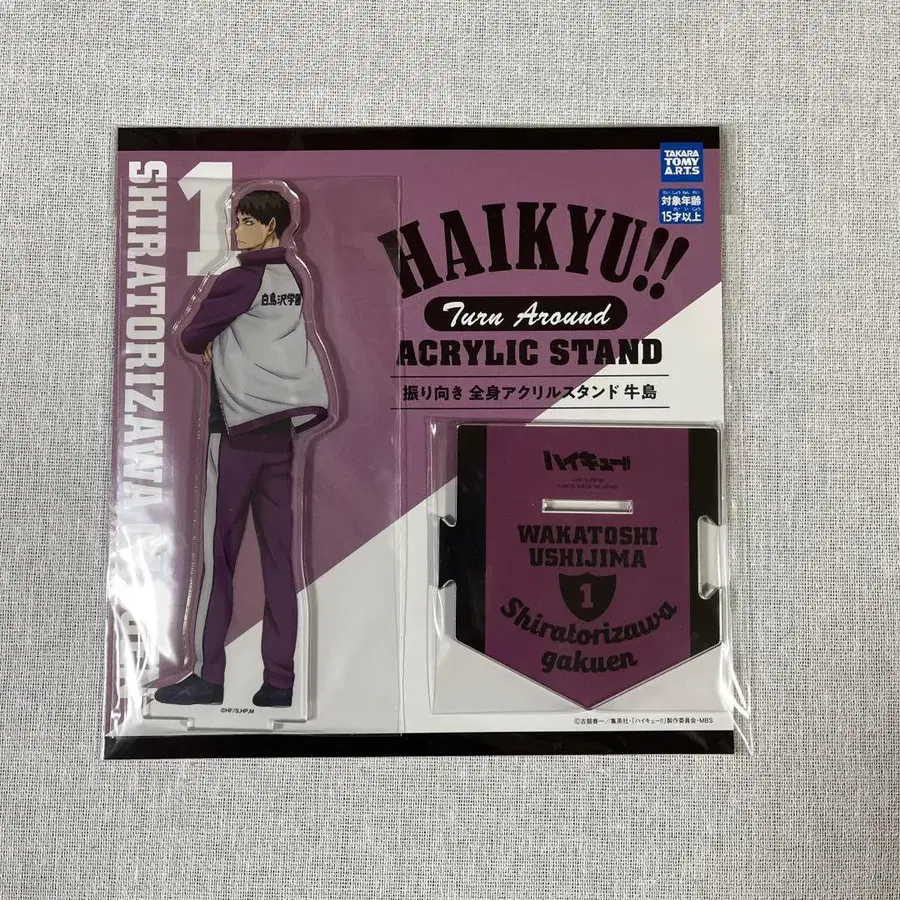 SHIRATORIZAWA
1
白鳥沢学園
©HF/S,HP,M
TAKARA
TOMY
A.R.T.S
対象年齢
15才以上
HAIKYU!!
Turn Around
ACRYLIC STAND
振り向き 全身アクリルスタンド 牛島
ハイキュー!!
WAKATOSHI
USHIJIMA
1
Shiratorizawa
gakuen
©古舘春一／集英社・「ハイキュー!!」製作委員会・MBS